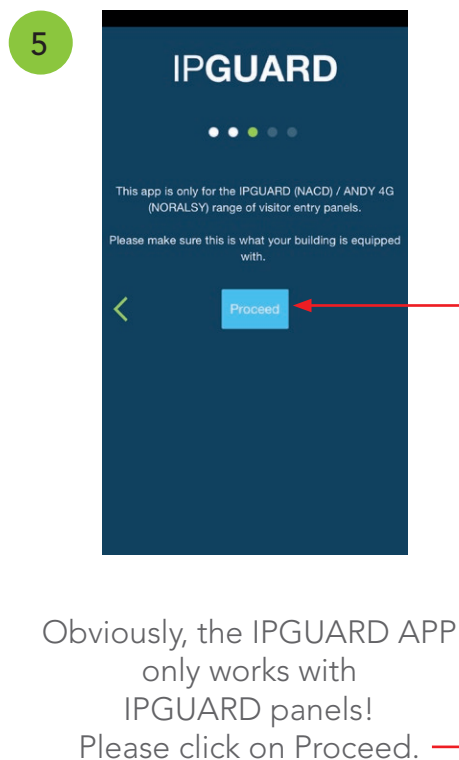 5
IPGUARD
This app is only for the IPGUARD (NACD) / ANDY 4G
(NORALSY) range of visitor entry panels.
Please make sure this is what your building is equipped
with.
Proceed
Obviously, the IPGUARD APP
only works with
IPGUARD panels!
Please click on Proceed.